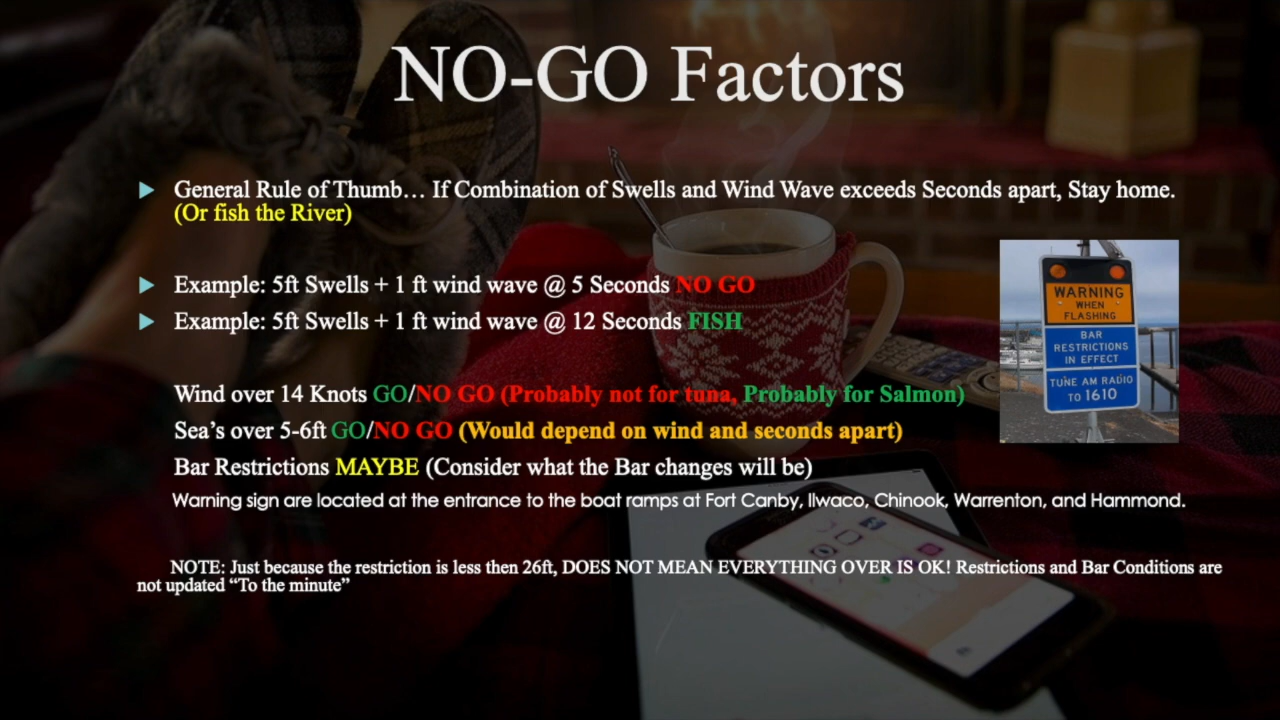 NO-GO Factors
General Rule of Thumb… If Combination of Swells and Wind Wave exceeds Seconds apart, Stay home.
(Or fish the River)
Example: 5ft Swells + 1 ft wind wave @ 5 Seconds NO GO
Example: 5ft Swells + 1 ft wind wave @ 12 Seconds FISH
Wind over 14 Knots GO/NO GO (Probably not for tuna, Probably for Salmon)
Sea’s over 5-6ft GO/NO GO (Would depend on wind and seconds apart)
Bar Restrictions MAYBE (Consider what the Bar changes will be)
Warning sign are located at the entrance to the boat ramps at Fort Canby, Ilwaco, Chinook, Warrenton, and Hammond.
NOTE: Just because the restriction is less then 26ft, DOES NOT MEAN EVERYTHING OVER IS OK! Restrictions and Bar Conditions are
not updated “To the minute”
WARNING
WHEN
FLASHING
BAR
RESTRICTIONS
IN EFFECT
TUNE AM RADIO
TO 1610